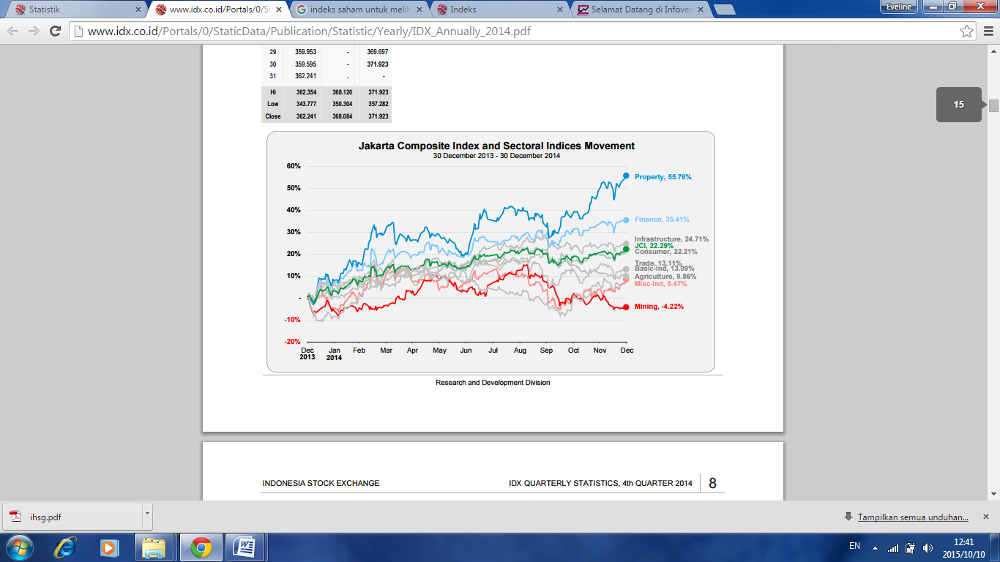 Statistik
www.idx.co.id/Portals/0/St
indeks saham untuk melih
Indeks
Selamat Datang di Infoves
Eveline
www.idx.co.id/Portals/0/StaticData/Publication/Statistic/Yearly/IDX_Annually_2014.pdf
29 359.953 - 369.697
30 359.595 - 371.923
31 362.241 - -
Hi 362.354 368.120 371.923
Low 343.777 350.304 357.282
Close 362.241 368.084 371.923
15
Jakarta Composite Index and Sectoral Indices Movement
30 December 2013 - 30 December 2014
60%
50%
40%
30%
20%
10%
-
-10%
-20%
Property, 55.76%
Finance, 35.41%
Infrastructure, 24.71%
JCI, 22.29%
Consumer, 22.21%
Trade, 13.11%
Basic-Ind, 13.09%
Agriculture, 9.86%
Misc-Ind, 8.47%
Mining, -4.22%
Dec Jan Feb Mar Apr May Jun Jul Aug Sep Oct Nov Dec
2013 2014
Research and Development Division
INDONESIA STOCK EXCHANGE IDX QUARTERLY STATISTICS, 4th QUARTER 2014 8
ihsg.pdf
Tampilkan semua unduhan...
EN
12:41
2015/10/10